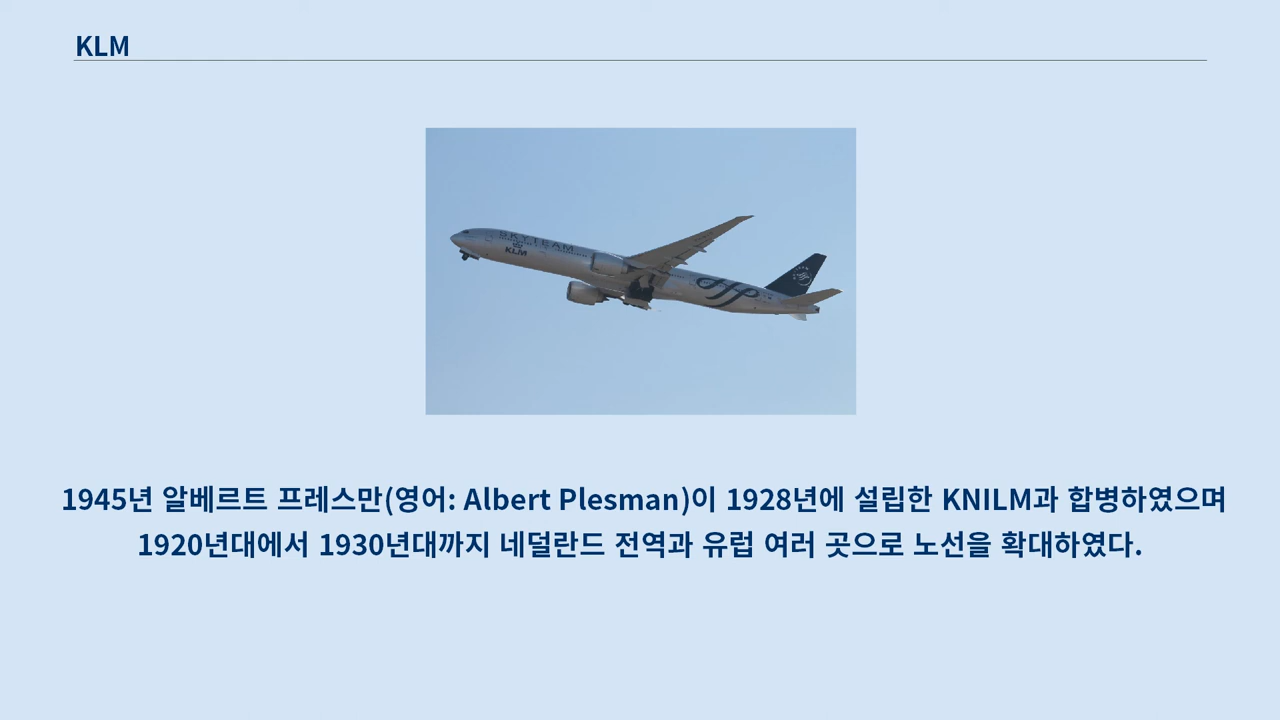 KLM
SKYTEAM
KLM
1945년 알베르트 프레스만(영어: Albert Plesman)이 1928년에 설립한 KNILM과 합병하였으며
1920년대에서 1930년대까지 네덜란드 전역과 유럽 여러 곳으로 노선을 확대하였다.